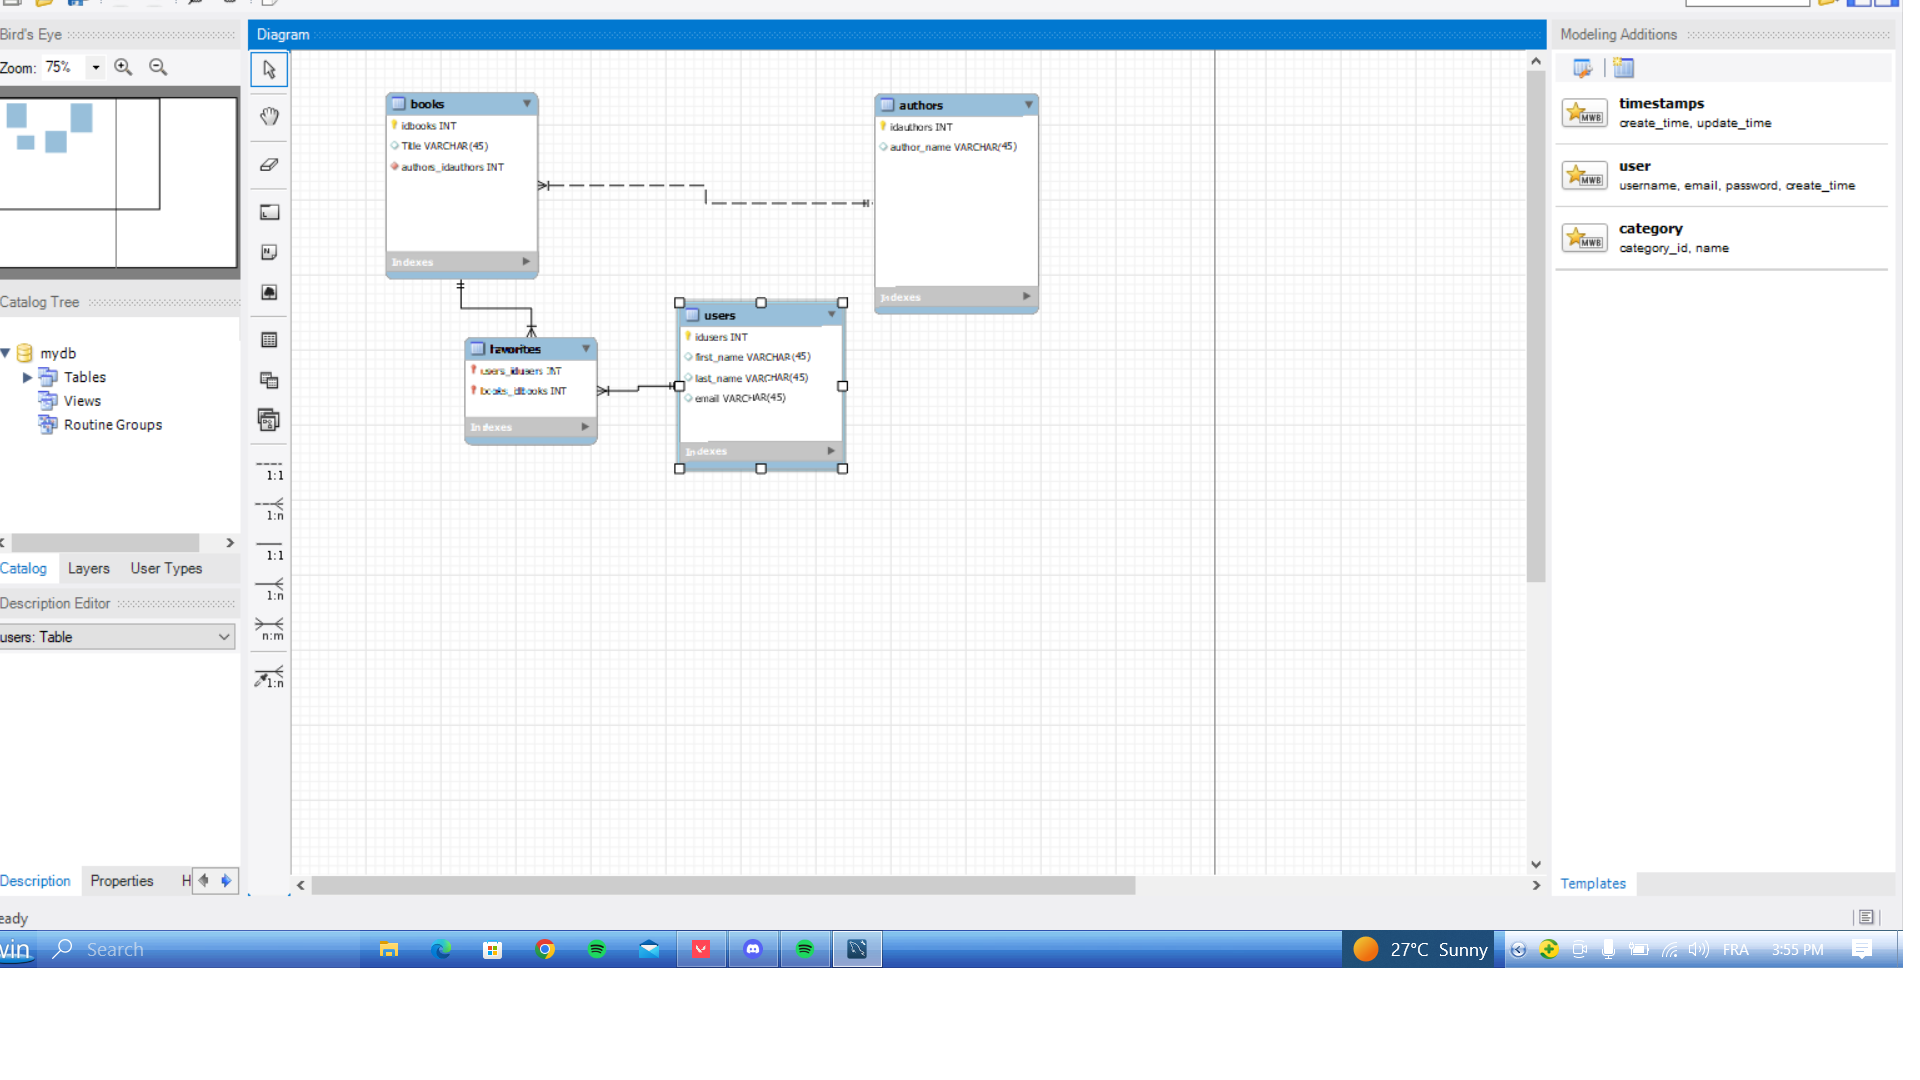 Bird's Eye
Zoom: 75%
Catalog Tree
mydb
Tables
Views
Routine Groups
Catalog Layers User Types
Description Editor
users: Table
Description Properties H
eady
Diagram
1:1
1:n
1:1
1:n
n:m
1:n
books
idbooks INT
Title VARCHAR(45)
authors_idauthors INT
Indexes
authors
idauthors INT
author_name VARCHAR(45)
Indexes
favorites
users_idusers INT
books_idbooks INT
Indexes
users
idusers INT
first_name VARCHAR(45)
last_name VARCHAR(45)
email VARCHAR(45)
Indexes
Modeling Additions
MWB
timestamps
create_time, update_time
MWB
user
username, email, password, create_time
MWB
category
category_id, name
Templates
vin Search
27°C Sunny
FRA 3:55 PM